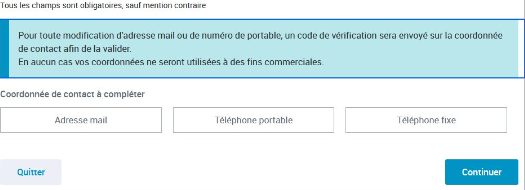 Tous les champs sont obligatoires, sauf mention contraire
Pour toute modification d'adresse mail ou de numéro de portable, un code de vérification sera envoyé sur la coordonnée
de contact afin de la valider.
En aucun cas vos coordonnées ne seront utilisées à des fins commerciales.
Coordonnée de contact à compléter
Adresse mail
Téléphone portable
Téléphone fixe
Quitter
Continuer